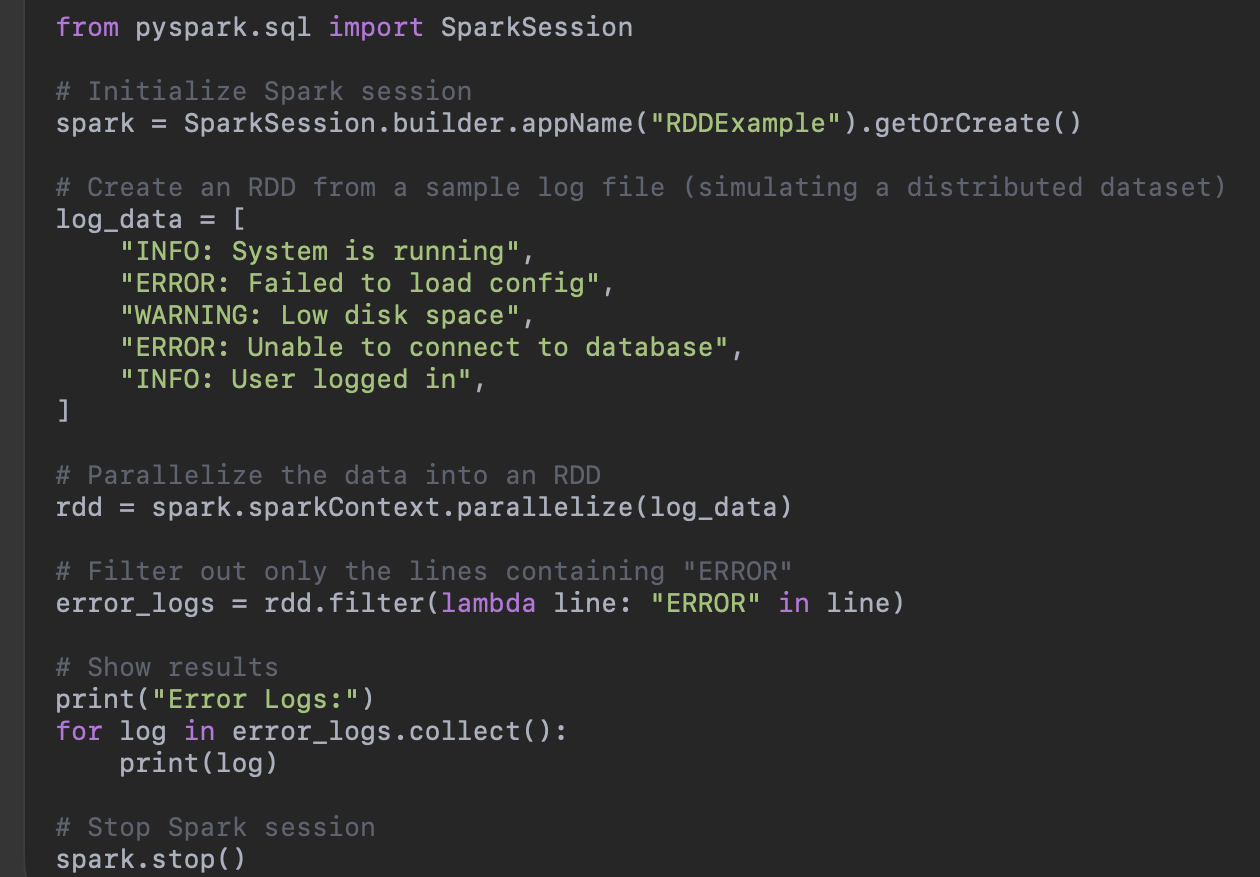 from pyspark.sql import SparkSession
# Initialize Spark session
spark = SparkSession.builder.appName("RDDExample").getOrCreate()
# Create an RDD from a sample log file (simulating a distributed dataset)
log_data = [
    "INFO: System is running",
    "ERROR: Failed to load config",
    "WARNING: Low disk space",
    "ERROR: Unable to connect to database",
    "INFO: User logged in",
]
# Parallelize the data into an RDD
rdd = spark.sparkContext.parallelize(log_data)
# Filter out only the lines containing "ERROR"
error_logs = rdd.filter(lambda line: "ERROR" in line)
# Show results
print("Error Logs:")
for log in error_logs.collect():
    print(log)
# Stop Spark session
spark.stop()